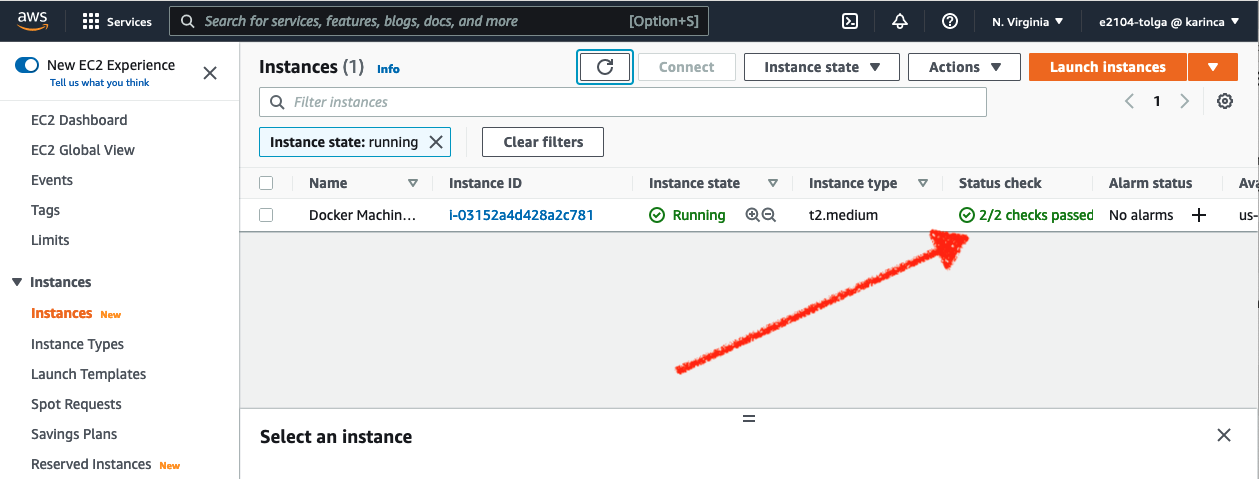 aws Services Search for services, features, blogs, docs, and more [Option+S] N. Virginia e2104-tolga @ karinca
New EC2 Experience
Tell us what you think
EC2 Dashboard
EC2 Global View
Events
Tags
Limits
Instances
Instances New
Instance Types
Launch Templates
Spot Requests
Savings Plans
Reserved Instances New
Instances (1) Info Connect Instance state Actions Launch instances
Filter instances 1
Instance state: running Clear filters
Name Instance ID Instance state Instance type Status check Alarm status Ava
Docker Machin... i-03152a4d428a2c781 Running t2.medium 2/2 checks passed No alarms us-
Select an instance